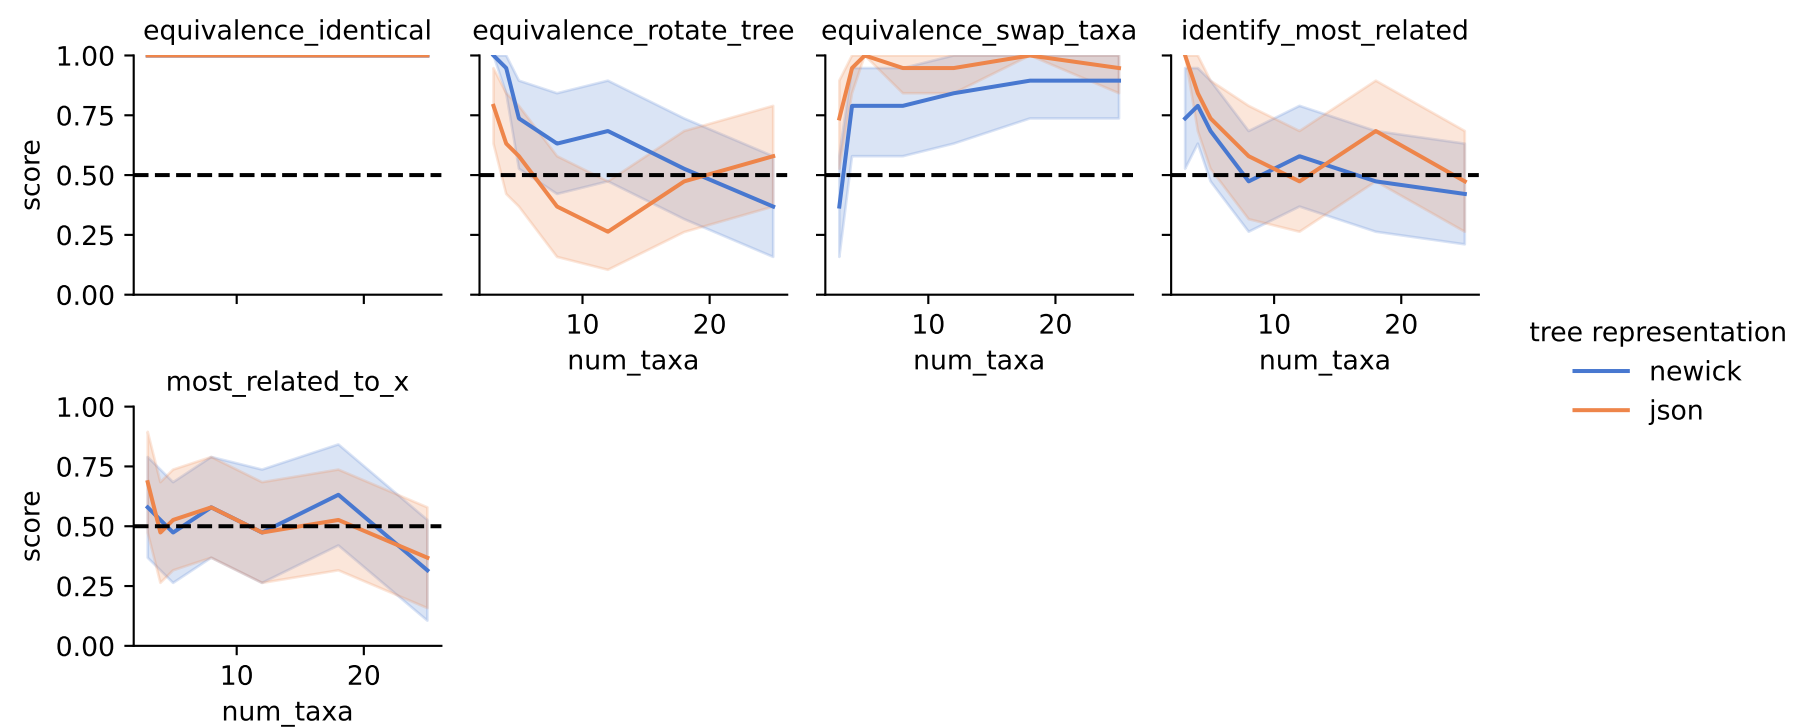 equivalence_identical
equivalence_rotate_tree
equivalence_swap_taxa
identify_most_related
1.00
0.75
0.50
0.25
0.00
score
10
20
num_taxa
10
20
num_taxa
10
20
num_taxa
tree representation
newick
json
most_related_to_x
1.00
0.75
0.50
0.25
0.00
score
10
20
num_taxa